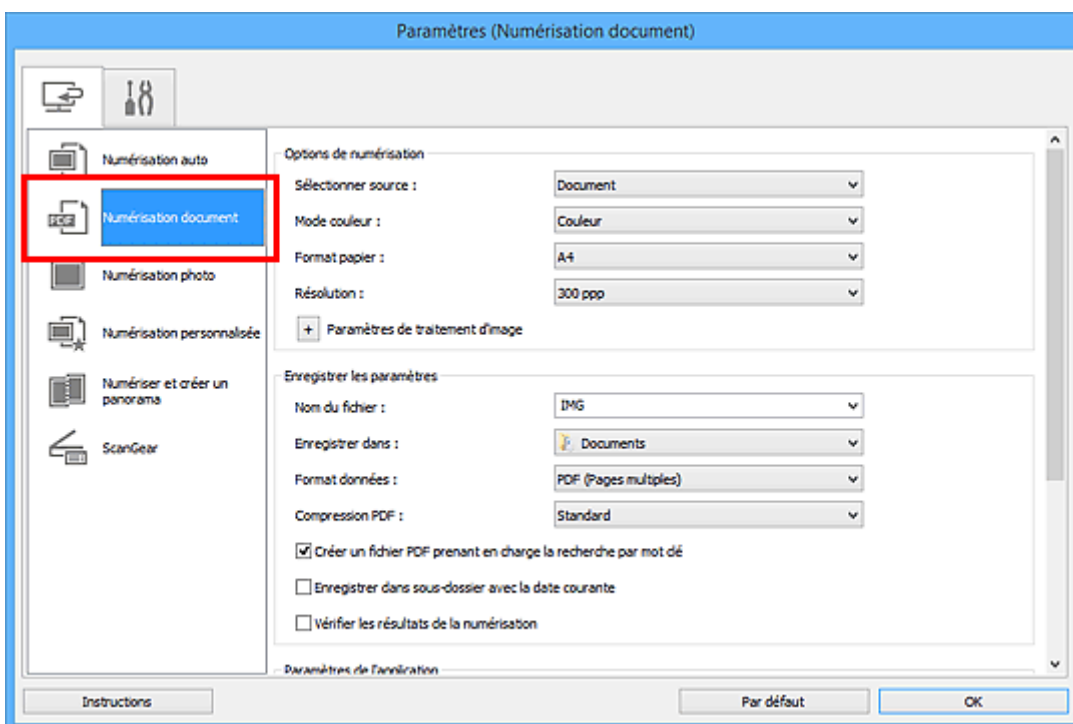 Paramètres (Numérisation document)
Numérisation auto
PDF
Numérisation document
Numérisation photo
Numérisation personnalisée
Numériser et créer un
panorama
ScanGear
Options de numérisation
Sélectionner source : Document
Mode couleur : Couleur
Format papier : A4
Résolution : 300 ppp
+ Paramètres de traitement d'image
Enregistrer les paramètres
Nom du fichier : IMG
Enregistrer dans : Documents
Format données : PDF (Pages multiples)
Compression PDF : Standard
Créer un fichier PDF prenant en charge la recherche par mot clé
Enregistrer dans sous-dossier avec la date courante
Vérifier les résultats de la numérisation
Paramètres de l'application
Instructions Par défaut OK